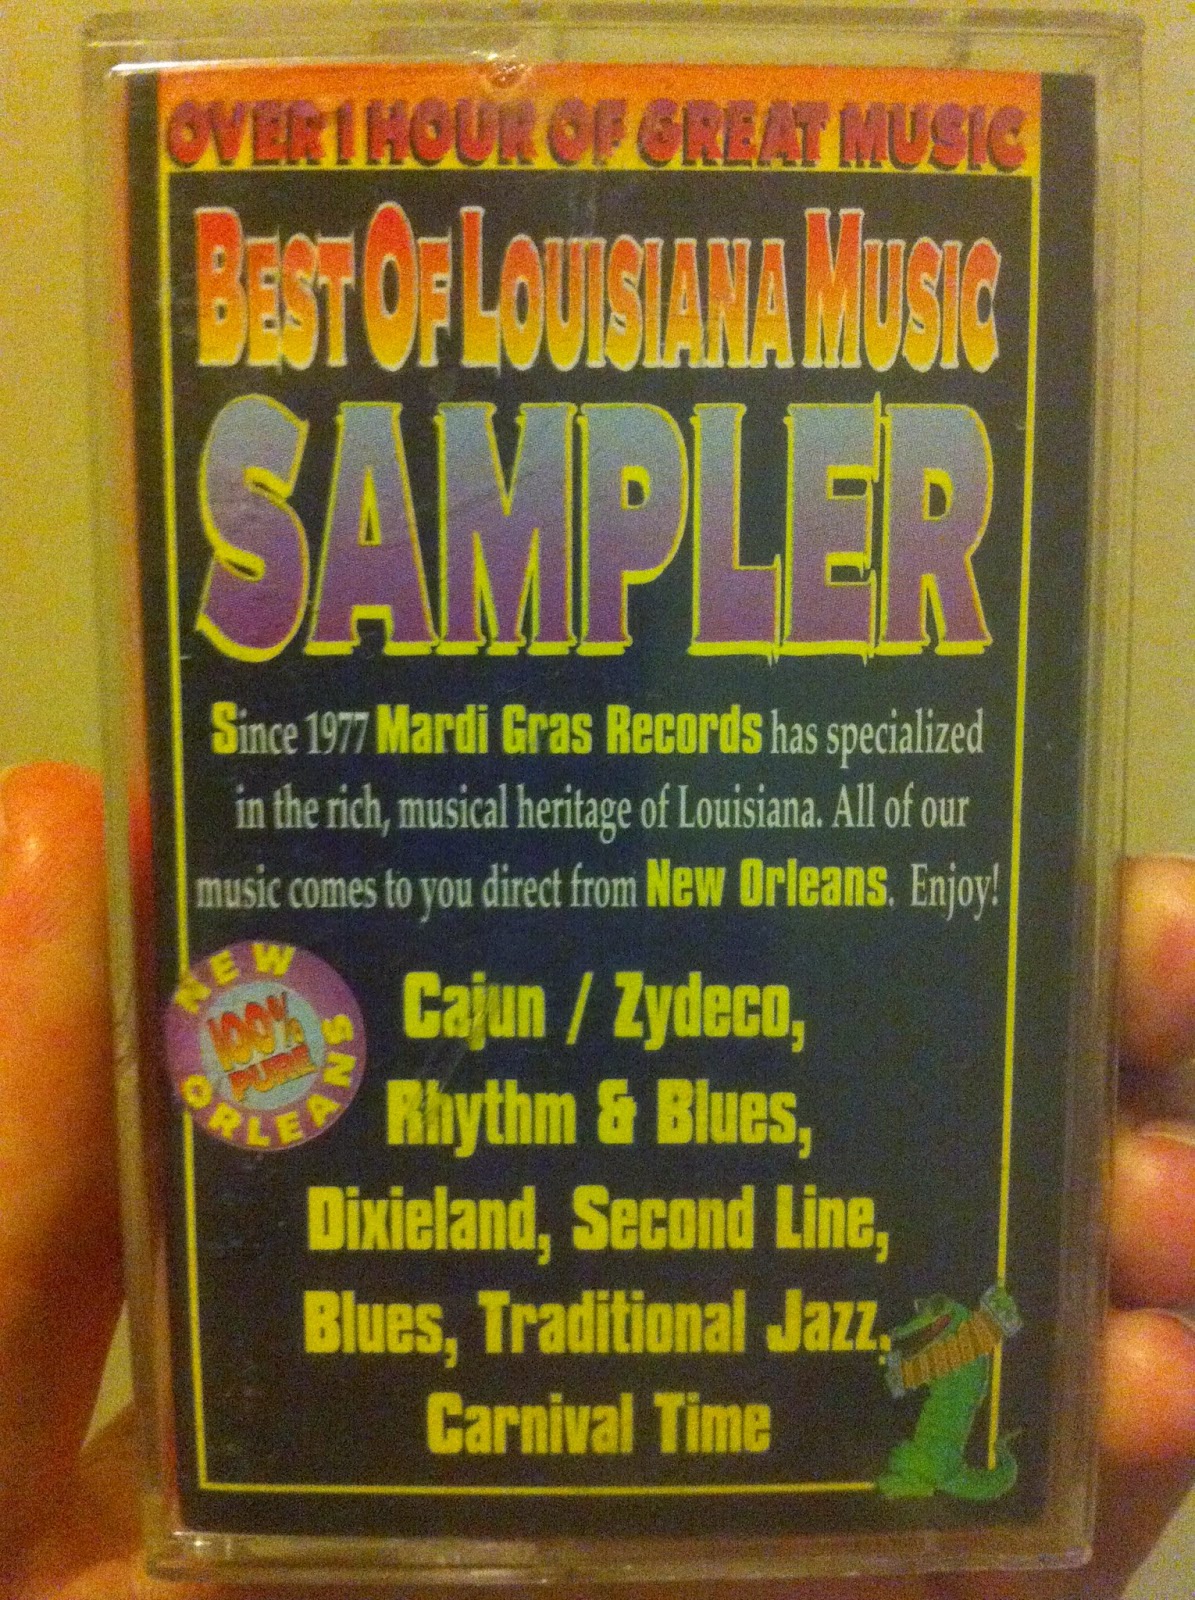 OVER 1 HOUR OF GREAT MUSIC
BEST OF LOUISIANA MUSIC
SAMPLER
Since 1977 Mardi Gras Records has specialized
in the rich, musical heritage of Louisiana. All of our
music comes to you direct from New Orleans. Enjoy!
NEW
100%
PURE
ORLEANS
Cajun / Zydeco,
Rhythm & Blues,
Dixieland, Second Line,
Blues, Traditional Jazz,
Carnival Time